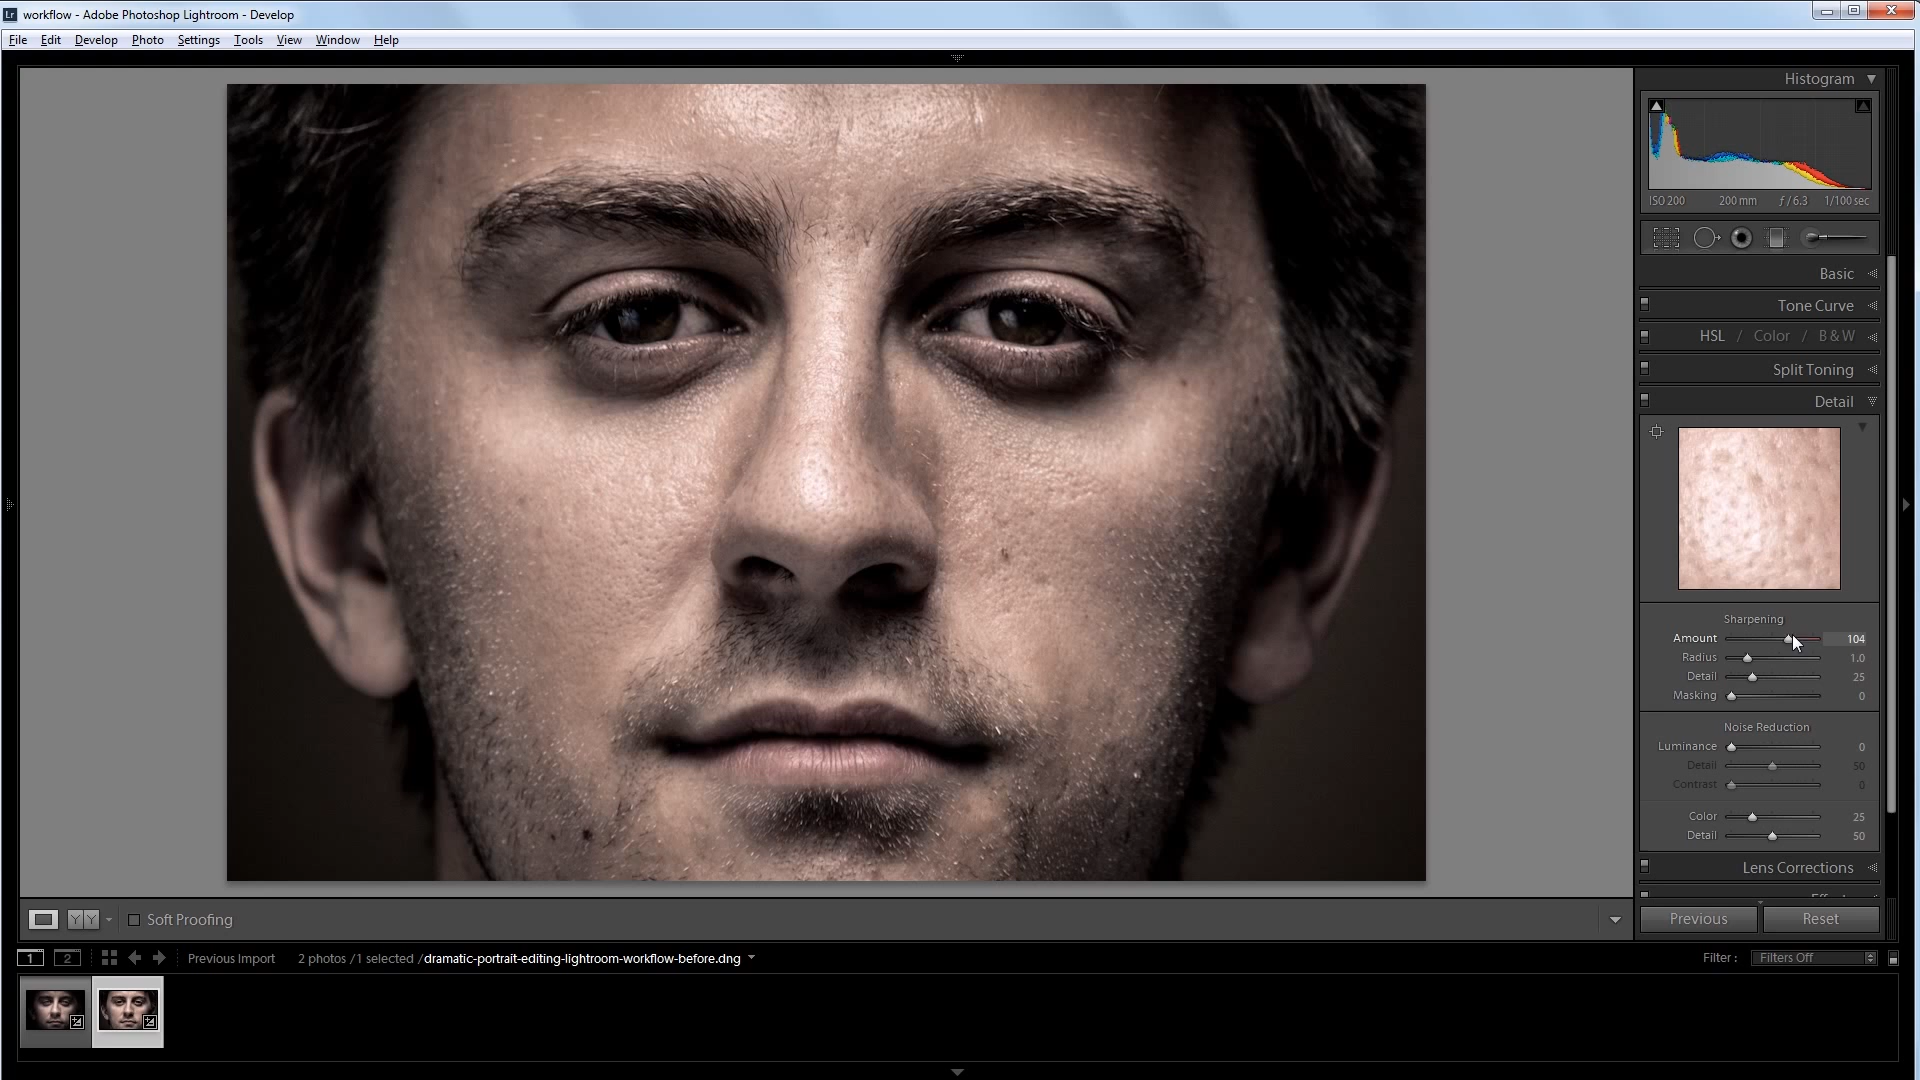 Lr workflow - Adobe Photoshop Lightroom - Develop
File Edit Develop Photo Settings Tools View Window Help
Histogram
ISO 200 200 mm ƒ / 6.3 1/100 sec
Basic
Tone Curve
HSL / Color / B & W
Split Toning
Detail
Sharpening
Amount 104
Radius 1.0
Detail 25
Masking 0
Noise Reduction
Luminance 0
Detail 50
Contrast 0
Color 25
Detail 50
Lens Corrections
Y Y Soft Proofing
Previous Reset
1 2 Previous Import 2 photos /1 selected /dramatic-portrait-editing-lightroom-workflow-before.dng Filter : Filters Off